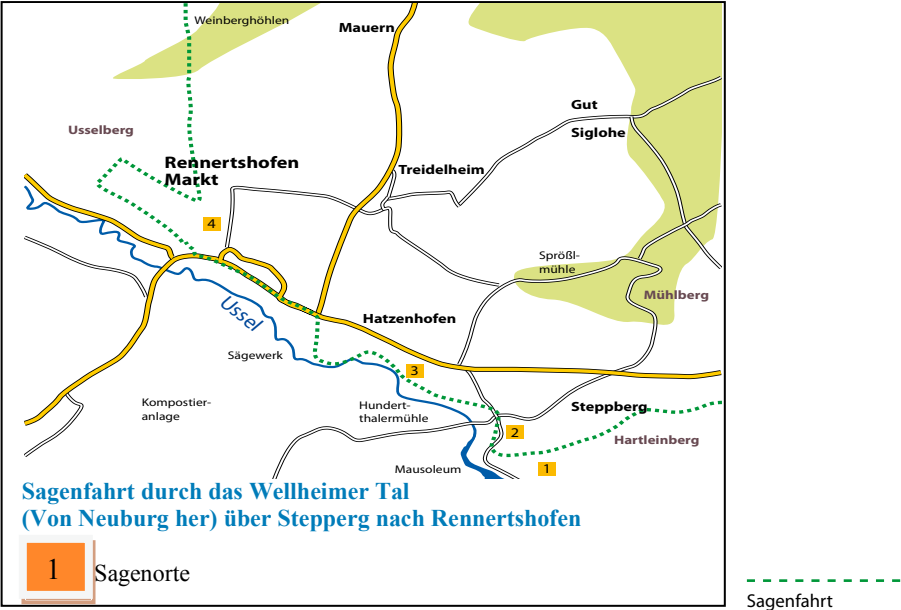 Weinberghöhlen
Mauern
Gut
Siglohe
Usselberg
Rennertshofen
Markt
Treidelheim
4
Sprößl-
mühle
Mühlberg
Ussel
Hatzenhofen
Sägewerk
3
Kompostier-
anlage
Hundert-
thalermühle
Steppberg
2
Hartleinberg
Mausoleum
1
Sagenfahrt durch das Wellheimer Tal
(Von Neuburg her) über Stepperg nach Rennertshofen
1 Sagenorte
Sagenfahrt